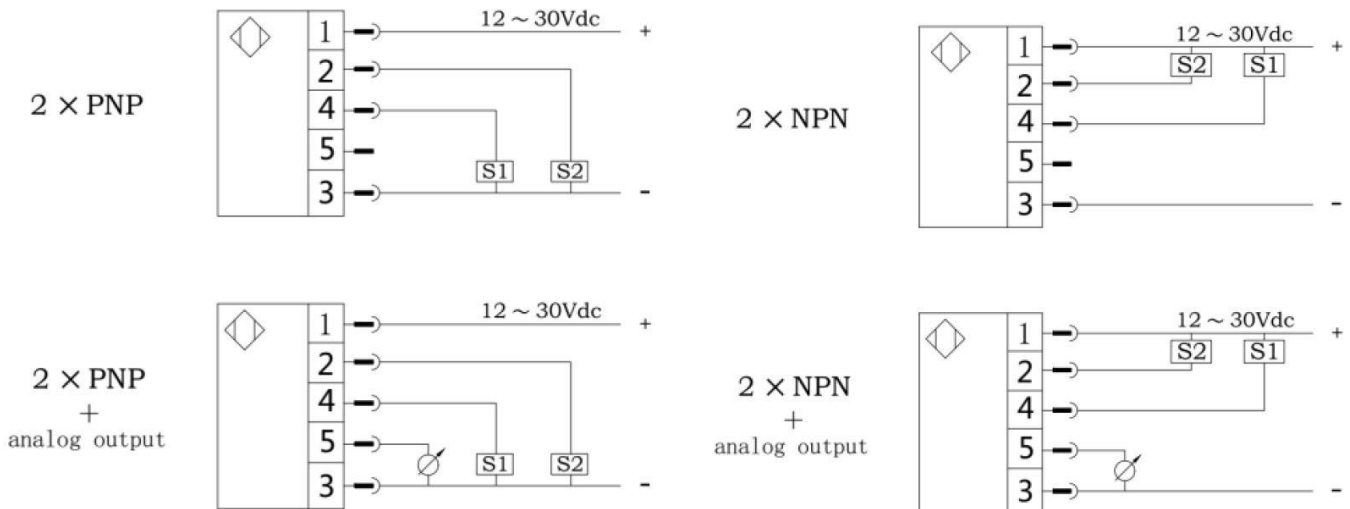 12 ~ 30Vdc
1
+
2
2 × PNP
4
5
S1
S2
3
-
12 ~ 30Vdc
1
+
S2
S1
2
2 × NPN
4
5
3
-
12 ~ 30Vdc
1
+
2
2 × PNP
+
analog output
4
5
S1
S2
3
-
12 ~ 30Vdc
1
+
S2
S1
2
2 × NPN
+
analog output
4
5
3
-